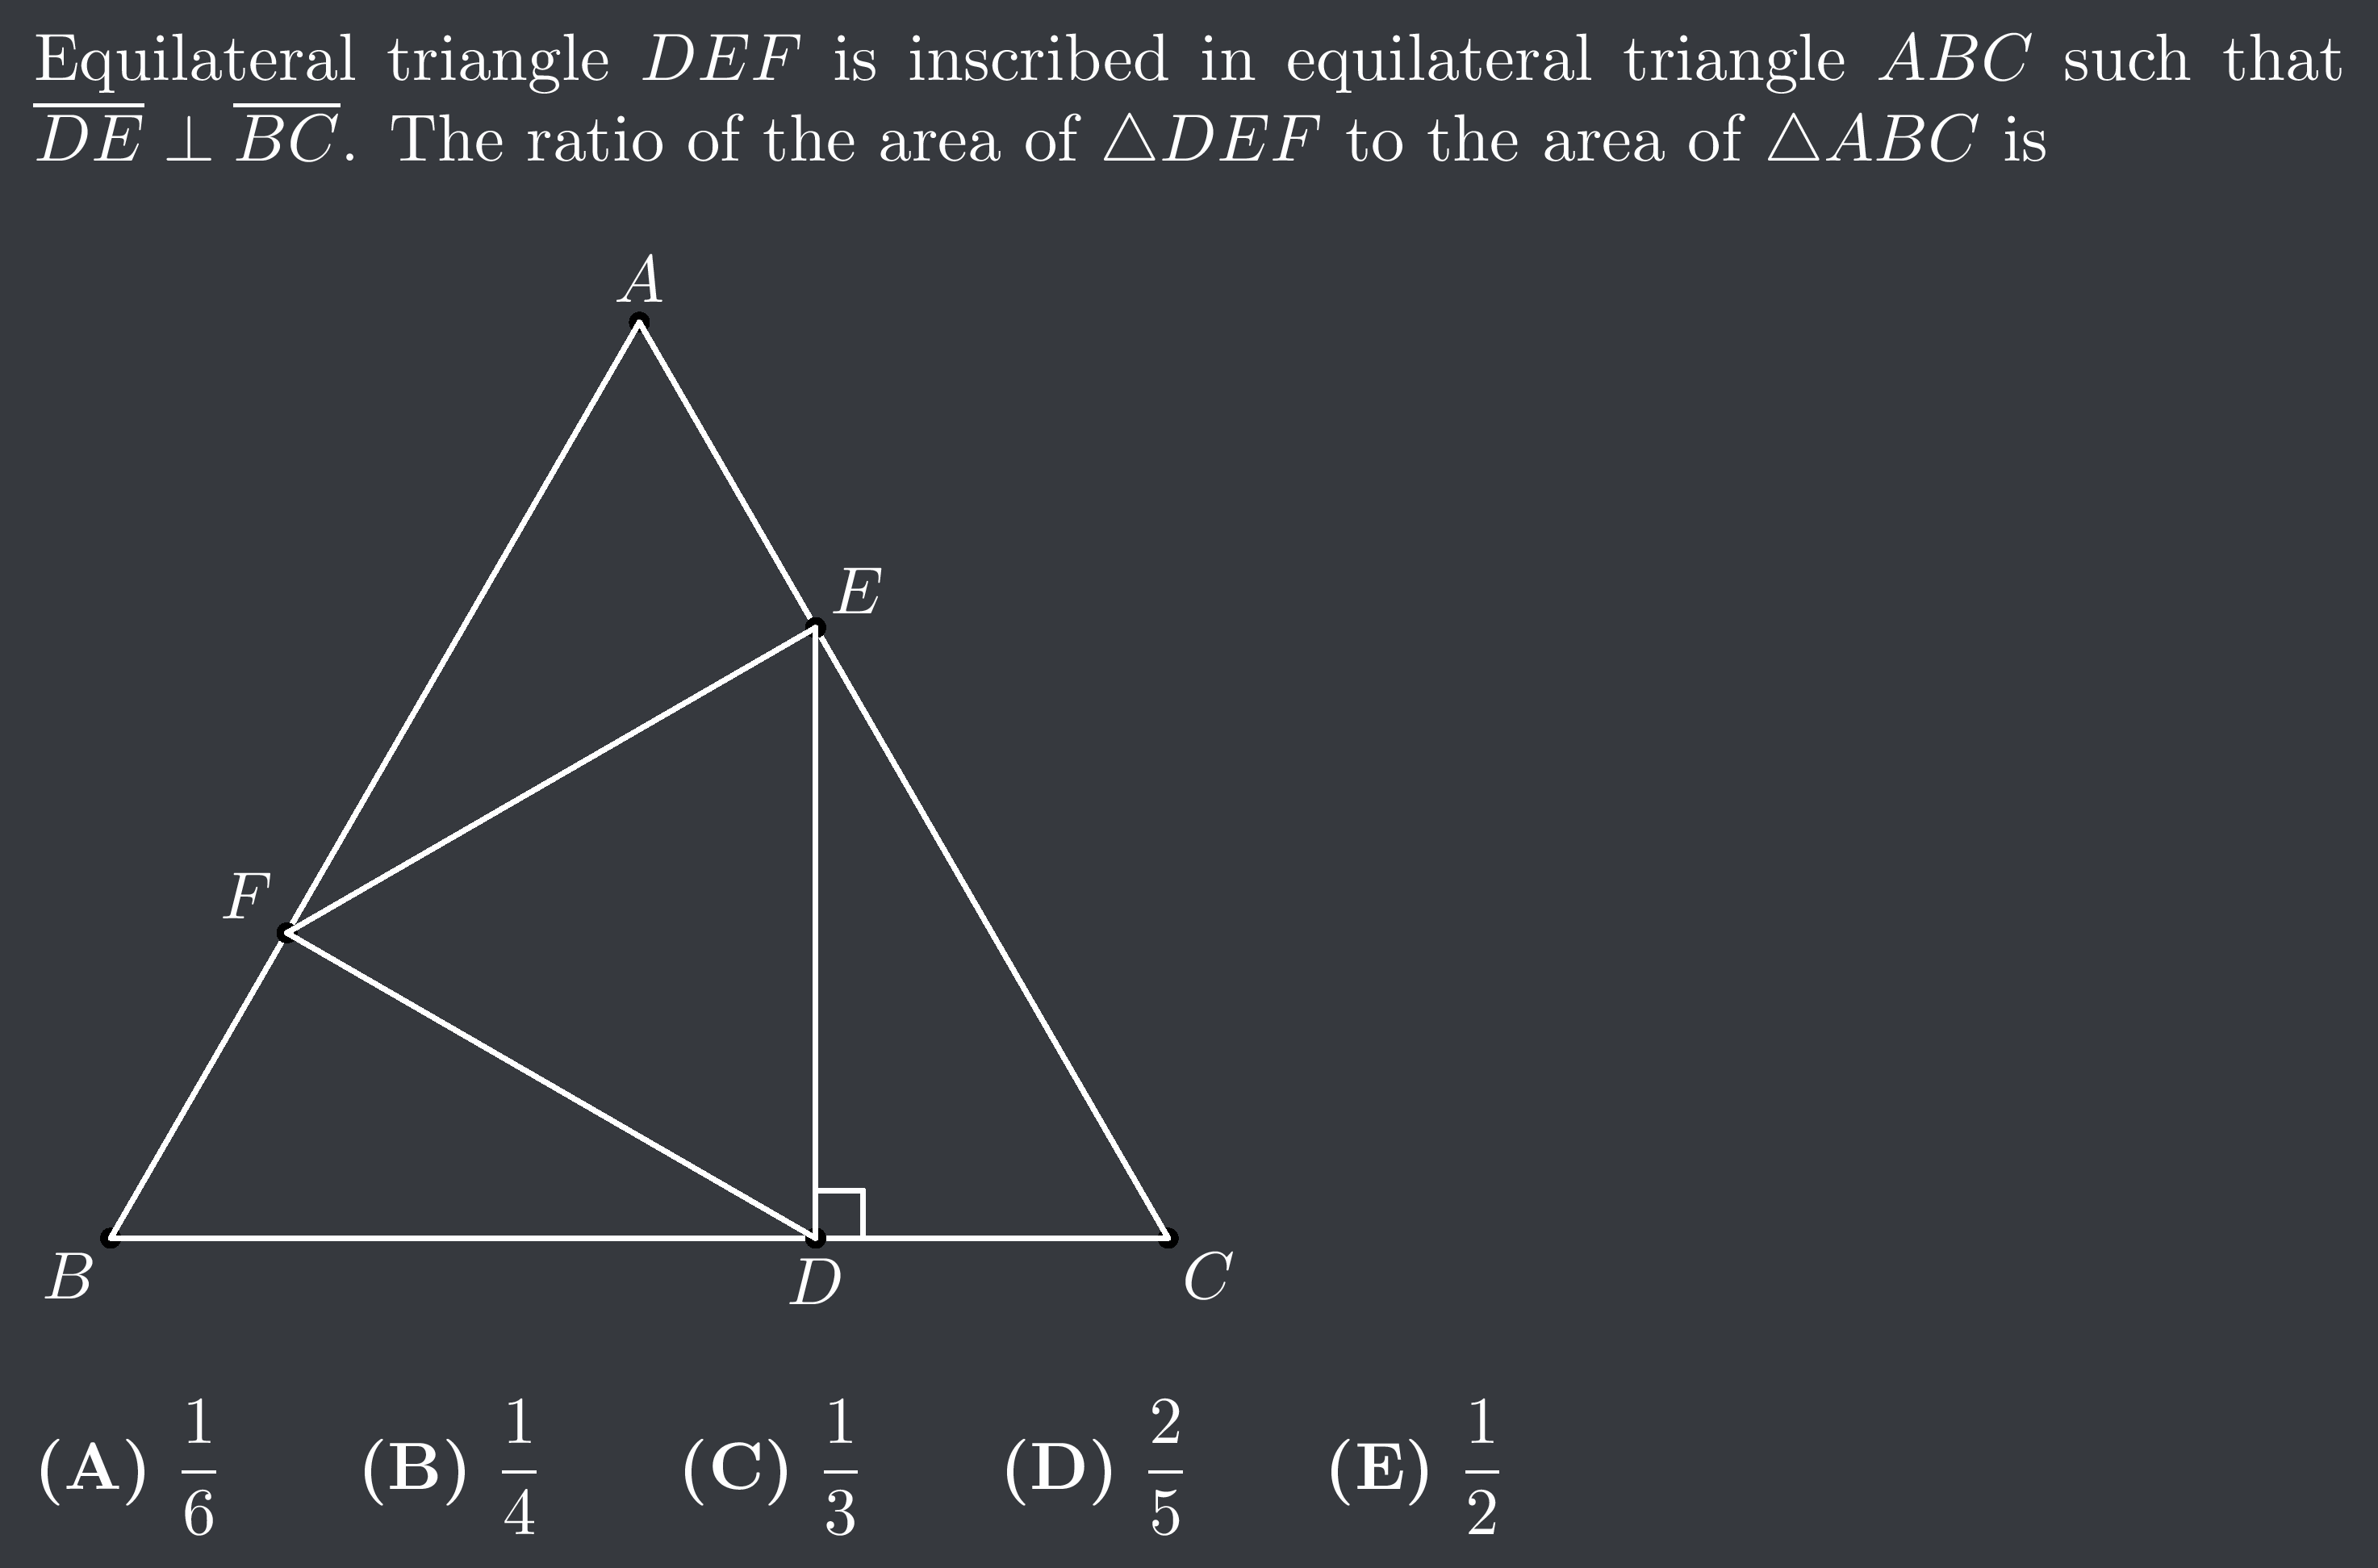 Equilateral triangle $DEF$ is inscribed in equilateral triangle $ABC$ such that
$\overline{DE} \perp \overline{BC}$. The ratio of the area of $\triangle DEF$ to the area of $\triangle ABC$ is
A
E
F
B
D
C
(A) $\frac{1}{6}$ (B) $\frac{1}{4}$ (C) $\frac{1}{3}$ (D) $\frac{2}{5}$ (E) $\frac{1}{2}$